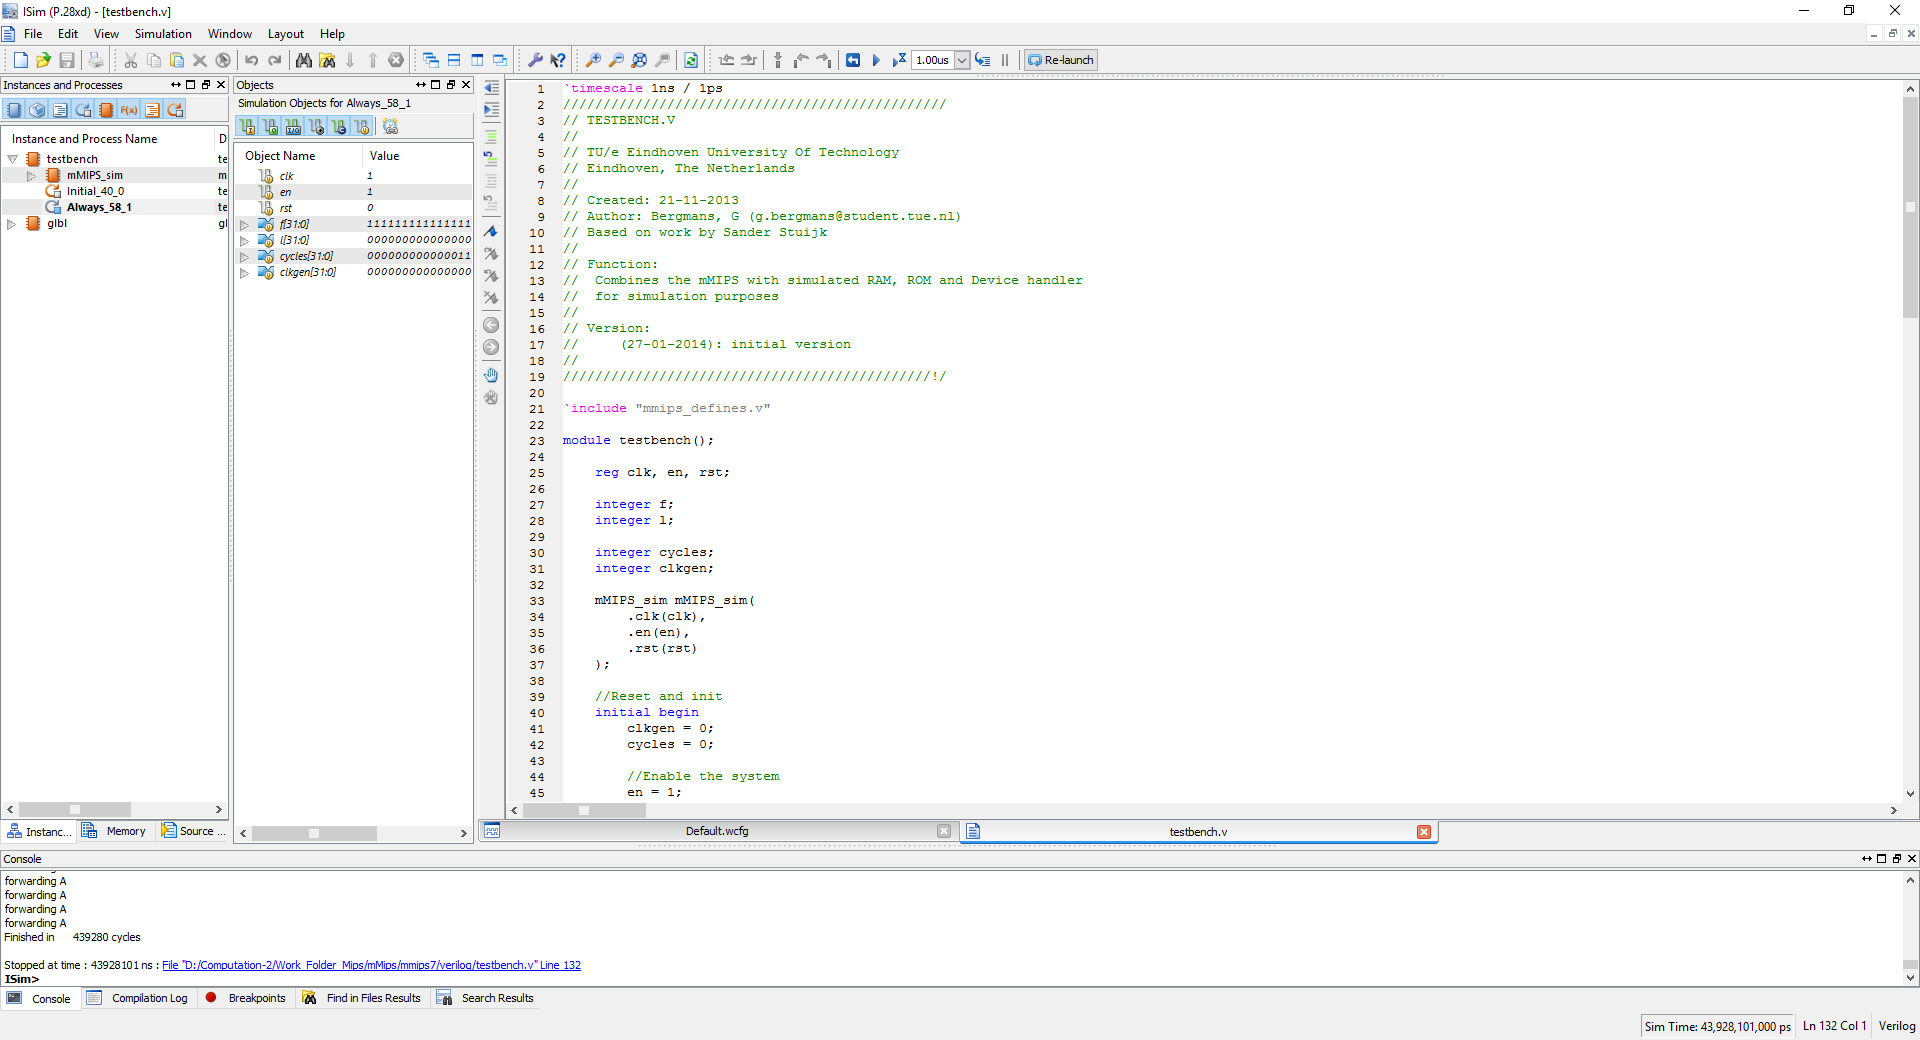 ISim (P.28xd) - [testbench.v]
File Edit View Simulation Window Layout Help
1.00us
Re-launch
Instances and Processes
Instance and Process Name D
testbench te
mMIPS_sim m
Initial_40_0 te
Always_58_1 te
glbl gl
Instanc... Memory Source ...
Objects
Simulation Objects for Always_58_1
Object Name Value
clk 1
en 1
rst 0
f[31:0] 1111111111111111
l[31:0] 0000000000000000
cycles[31:0] 0000000000000011
clkgen[31:0] 0000000000000000
1 `timescale 1ns / 1ps
2 ////////////////////////////////////////////////
3 // TESTBENCH.V
4 //
5 // TU/e Eindhoven University Of Technology
6 // Eindhoven, The Netherlands
7 //
8 // Created: 21-11-2013
9 // Author: Bergmans, G (g.bergmans@student.tue.nl)
10 // Based on work by Sander Stuijk
11 //
12 // Function:
13 //  Combines the mMIPS with simulated RAM, ROM and Device handler
14 //  for simulation purposes
15 //
16 // Version:
17 //     (27-01-2014): initial version
18 //
19 //////////////////////////////////////////////!/
20
21 `include "mmips_defines.v"
22
23 module testbench();
24
25     reg clk, en, rst;
26
27     integer f;
28     integer l;
29
30     integer cycles;
31     integer clkgen;
32
33     mMIPS_sim mMIPS_sim(
34         .clk(clk),
35         .en(en),
36         .rst(rst)
37     );
38
39     //Reset and init
40     initial begin
41         clkgen = 0;
42         cycles = 0;
43
44         //Enable the system
45         en = 1;
Default.wcfg testbench.v
Console
forwarding A
forwarding A
forwarding A
forwarding A
Finished in 439280 cycles
Stopped at time : 43928101 ns : File "D:/Computation-2/Work_Folder_Mips/mMips/mmips7/verilog/testbench.v" Line 132
ISim>
Console Compilation Log Breakpoints Find in Files Results Search Results
Sim Time: 43,928,101,000 ps Ln 132 Col 1 Verilog